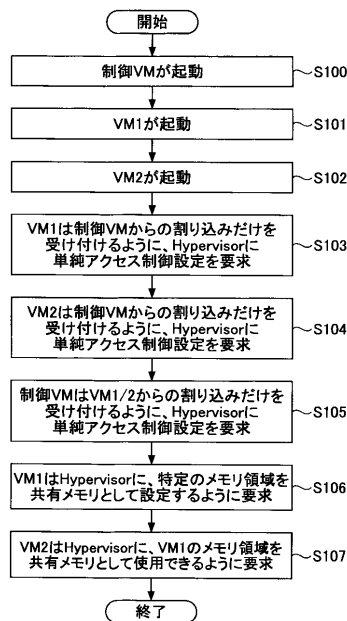 開始
制御VMが起動
S100
VM1が起動
S101
VM2が起動
S102
VM1は制御VMからの割り込みだけを
受け付けるように、Hypervisorに
単純アクセス制御設定を要求
S103
VM2は制御VMからの割り込みだけを
受け付けるように、Hypervisorに
単純アクセス制御設定を要求
S104
制御VMはVM1/2からの割り込みだけを
受け付けるように、Hypervisorに
単純アクセス制御設定を要求
S105
VM1はHypervisorに、特定のメモリ領域を
共有メモリとして設定するように要求
S106
VM2はHypervisorに、VM1のメモリ領域を
共有メモリとして使用できるように要求
S107
終了